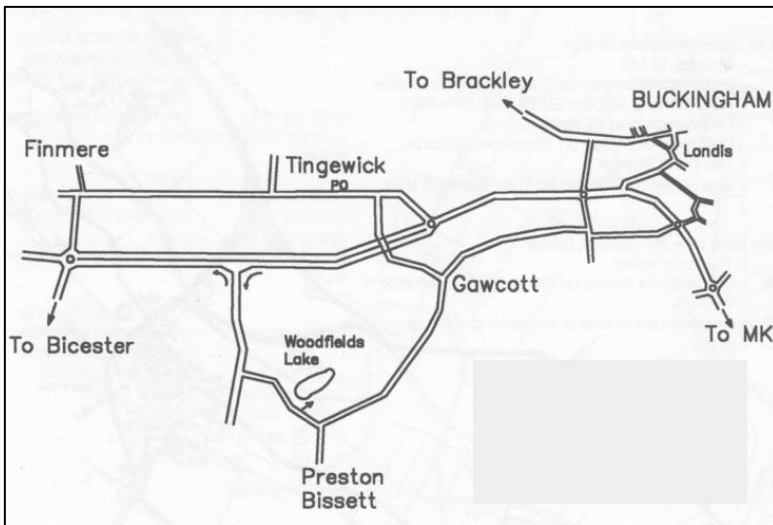 To Brackley
BUCKINGHAM
Londis
Finmere
Tingewick
PO
Gawcott
To Bicester
Woodfields
Lake
To MK
Preston
Bissett